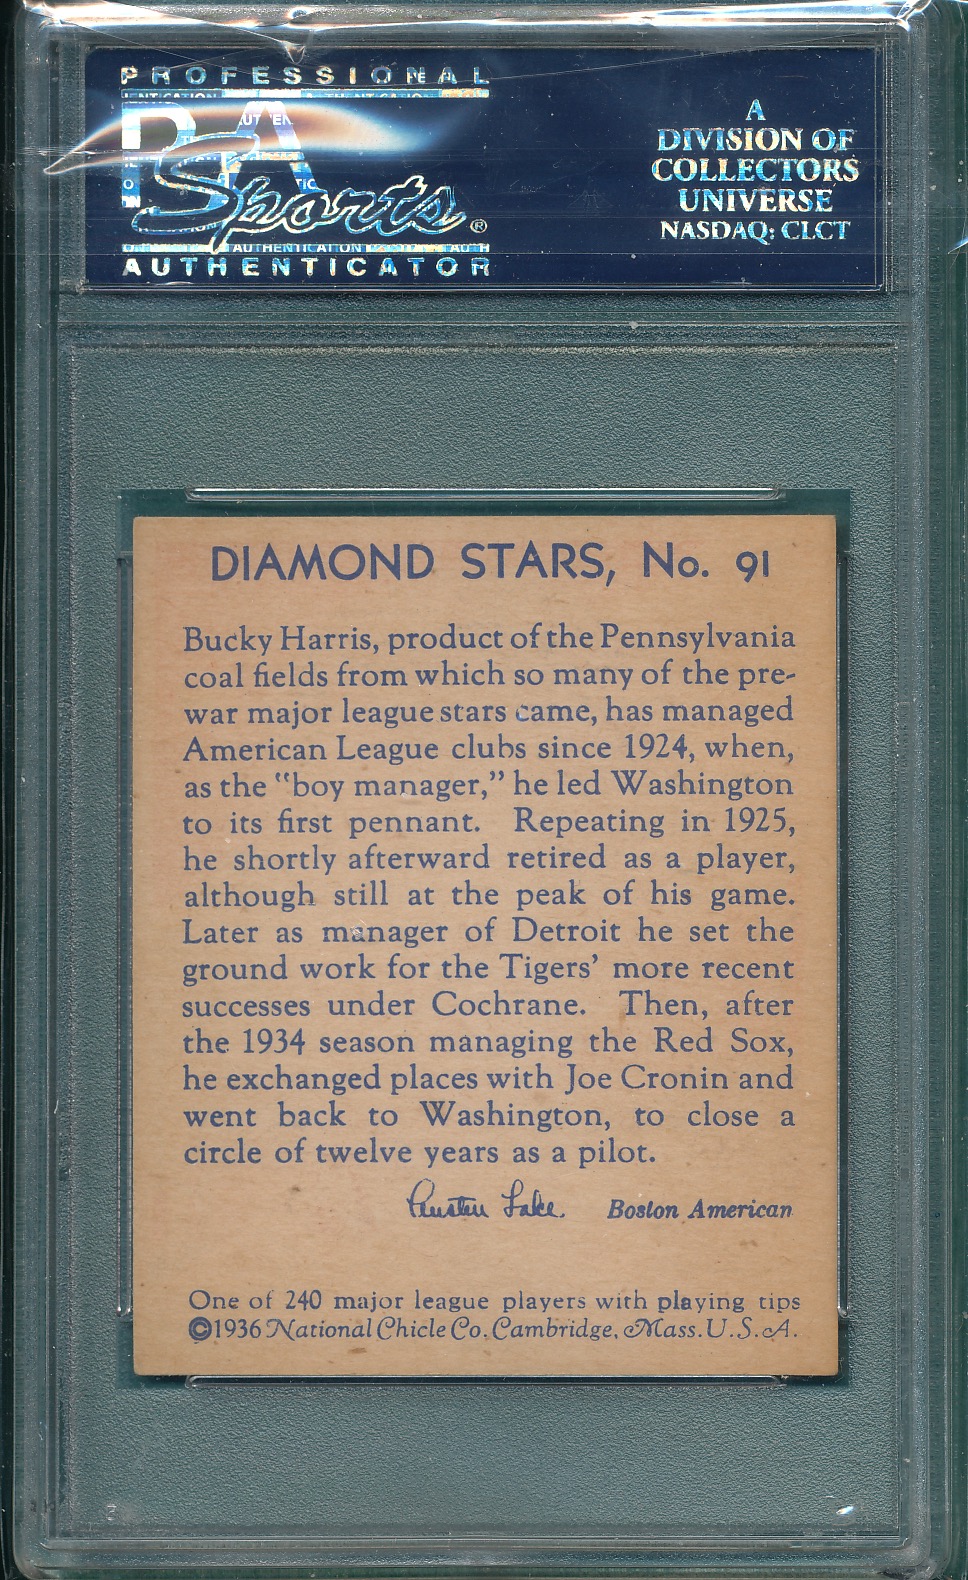 PROFESSIONAL
PSA
Sports®
AUTHENTICATION
AUTHENTICATOR
A
DIVISION OF
COLLECTORS
UNIVERSE
NASDAQ: CLCT
DIAMOND STARS, No. 91
Bucky Harris, product of the Pennsylvania
coal fields from which so many of the pre-
war major league stars came, has managed
American League clubs since 1924, when,
as the "boy manager," he led Washington
to its first pennant. Repeating in 1925,
he shortly afterward retired as a player,
although still at the peak of his game.
Later as manager of Detroit he set the
ground work for the Tigers' more recent
successes under Cochrane. Then, after
the 1934 season managing the Red Sox,
he exchanged places with Joe Cronin and
went back to Washington, to close a
circle of twelve years as a pilot.
Austen Lake. Boston American
One of 240 major league players with playing tips
©1936 National Chicle Co. Cambridge, Mass. U.S.A.